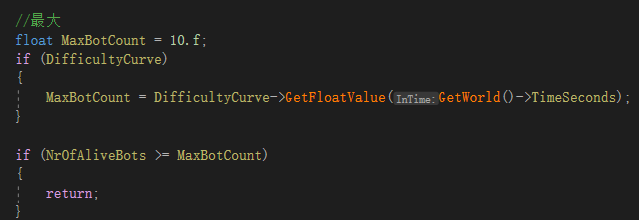 //最大
float MaxBotCount = 10.f;
if (DifficultyCurve)
{
MaxBotCount = DifficultyCurve->GetFloatValue(InTime:GetWorld()->TimeSeconds);
}
if (NrOfAliveBots >= MaxBotCount)
{
return;
}